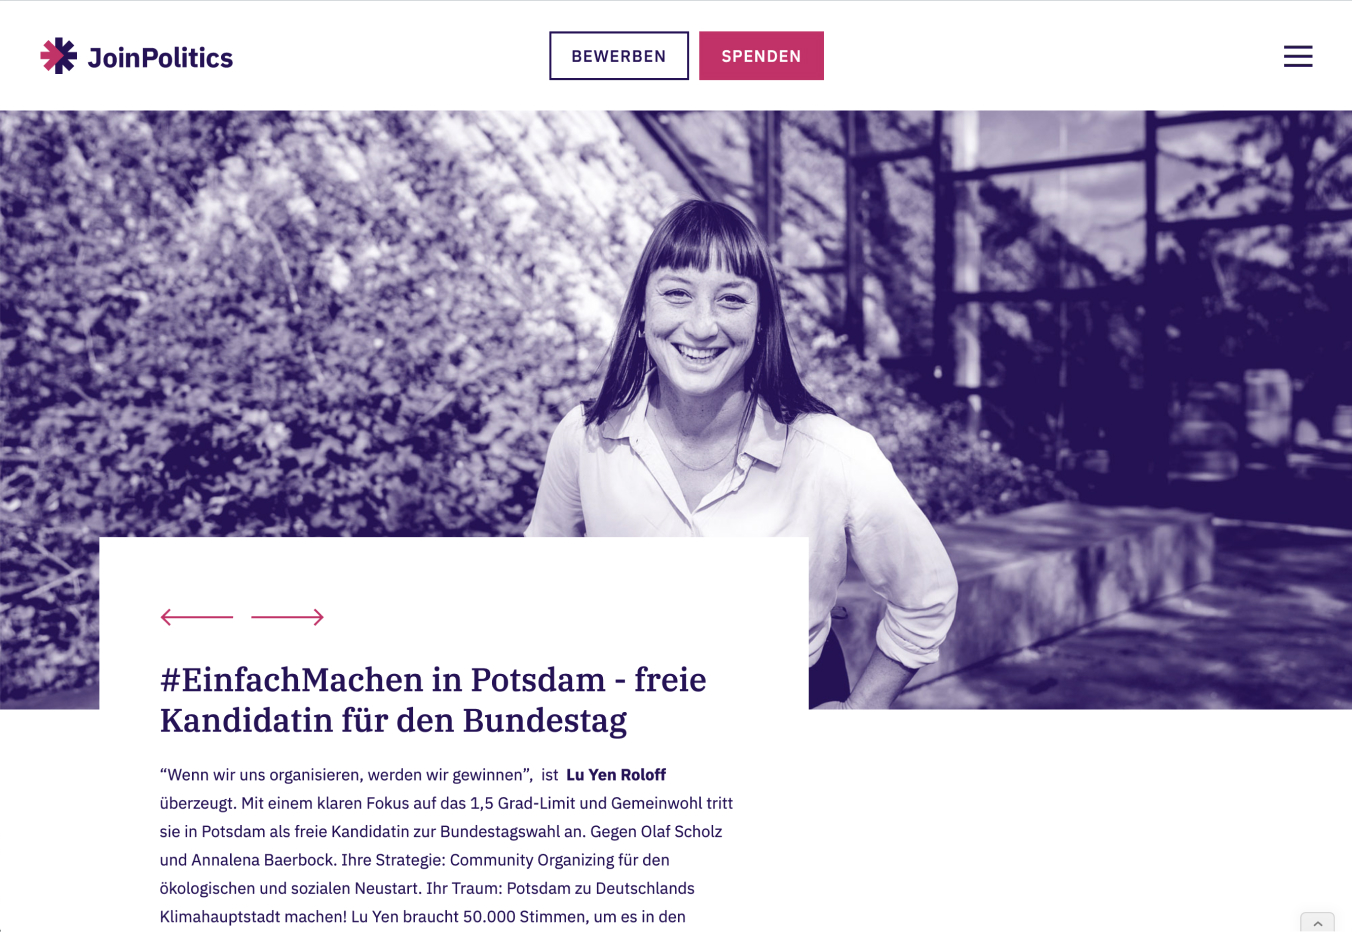 JoinPolitics
BEWERBEN
SPENDEN
#EinfachMachen in Potsdam - freie
Kandidatin für den Bundestag
“Wenn wir uns organisieren, werden wir gewinnen”,  ist  Lu Yen Roloff
überzeugt. Mit einem klaren Fokus auf das 1,5 Grad-Limit und Gemeinwohl tritt
sie in Potsdam als freie Kandidatin zur Bundestagswahl an. Gegen Olaf Scholz
und Annalena Baerbock. Ihre Strategie: Community Organizing für den
ökologischen und sozialen Neustart. Ihr Traum: Potsdam zu Deutschlands
Klimahauptstadt machen! Lu Yen braucht 50.000 Stimmen, um es in den